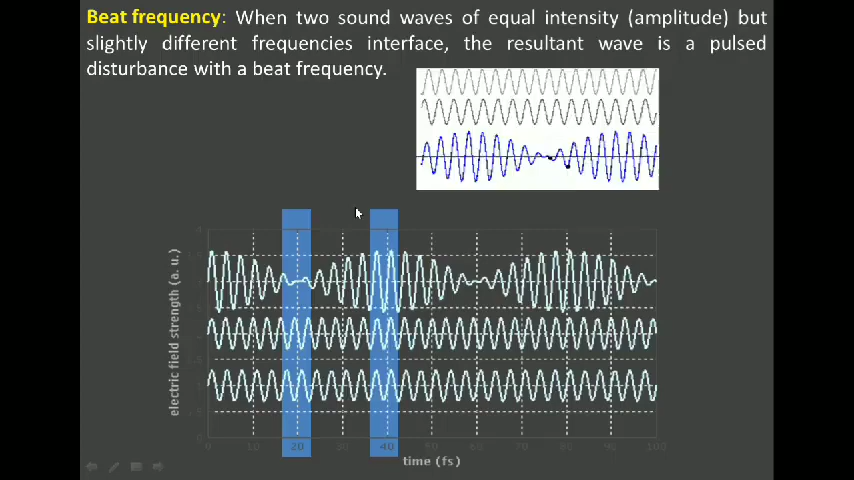 Beat frequency: When two sound waves of equal intensity (amplitude) but
slightly different frequencies interface, the resultant wave is a pulsed
disturbance with a beat frequency.
electric field strength (a. u.)
0 10 20 30 40 50 60 70 80 90 100
time (fs)